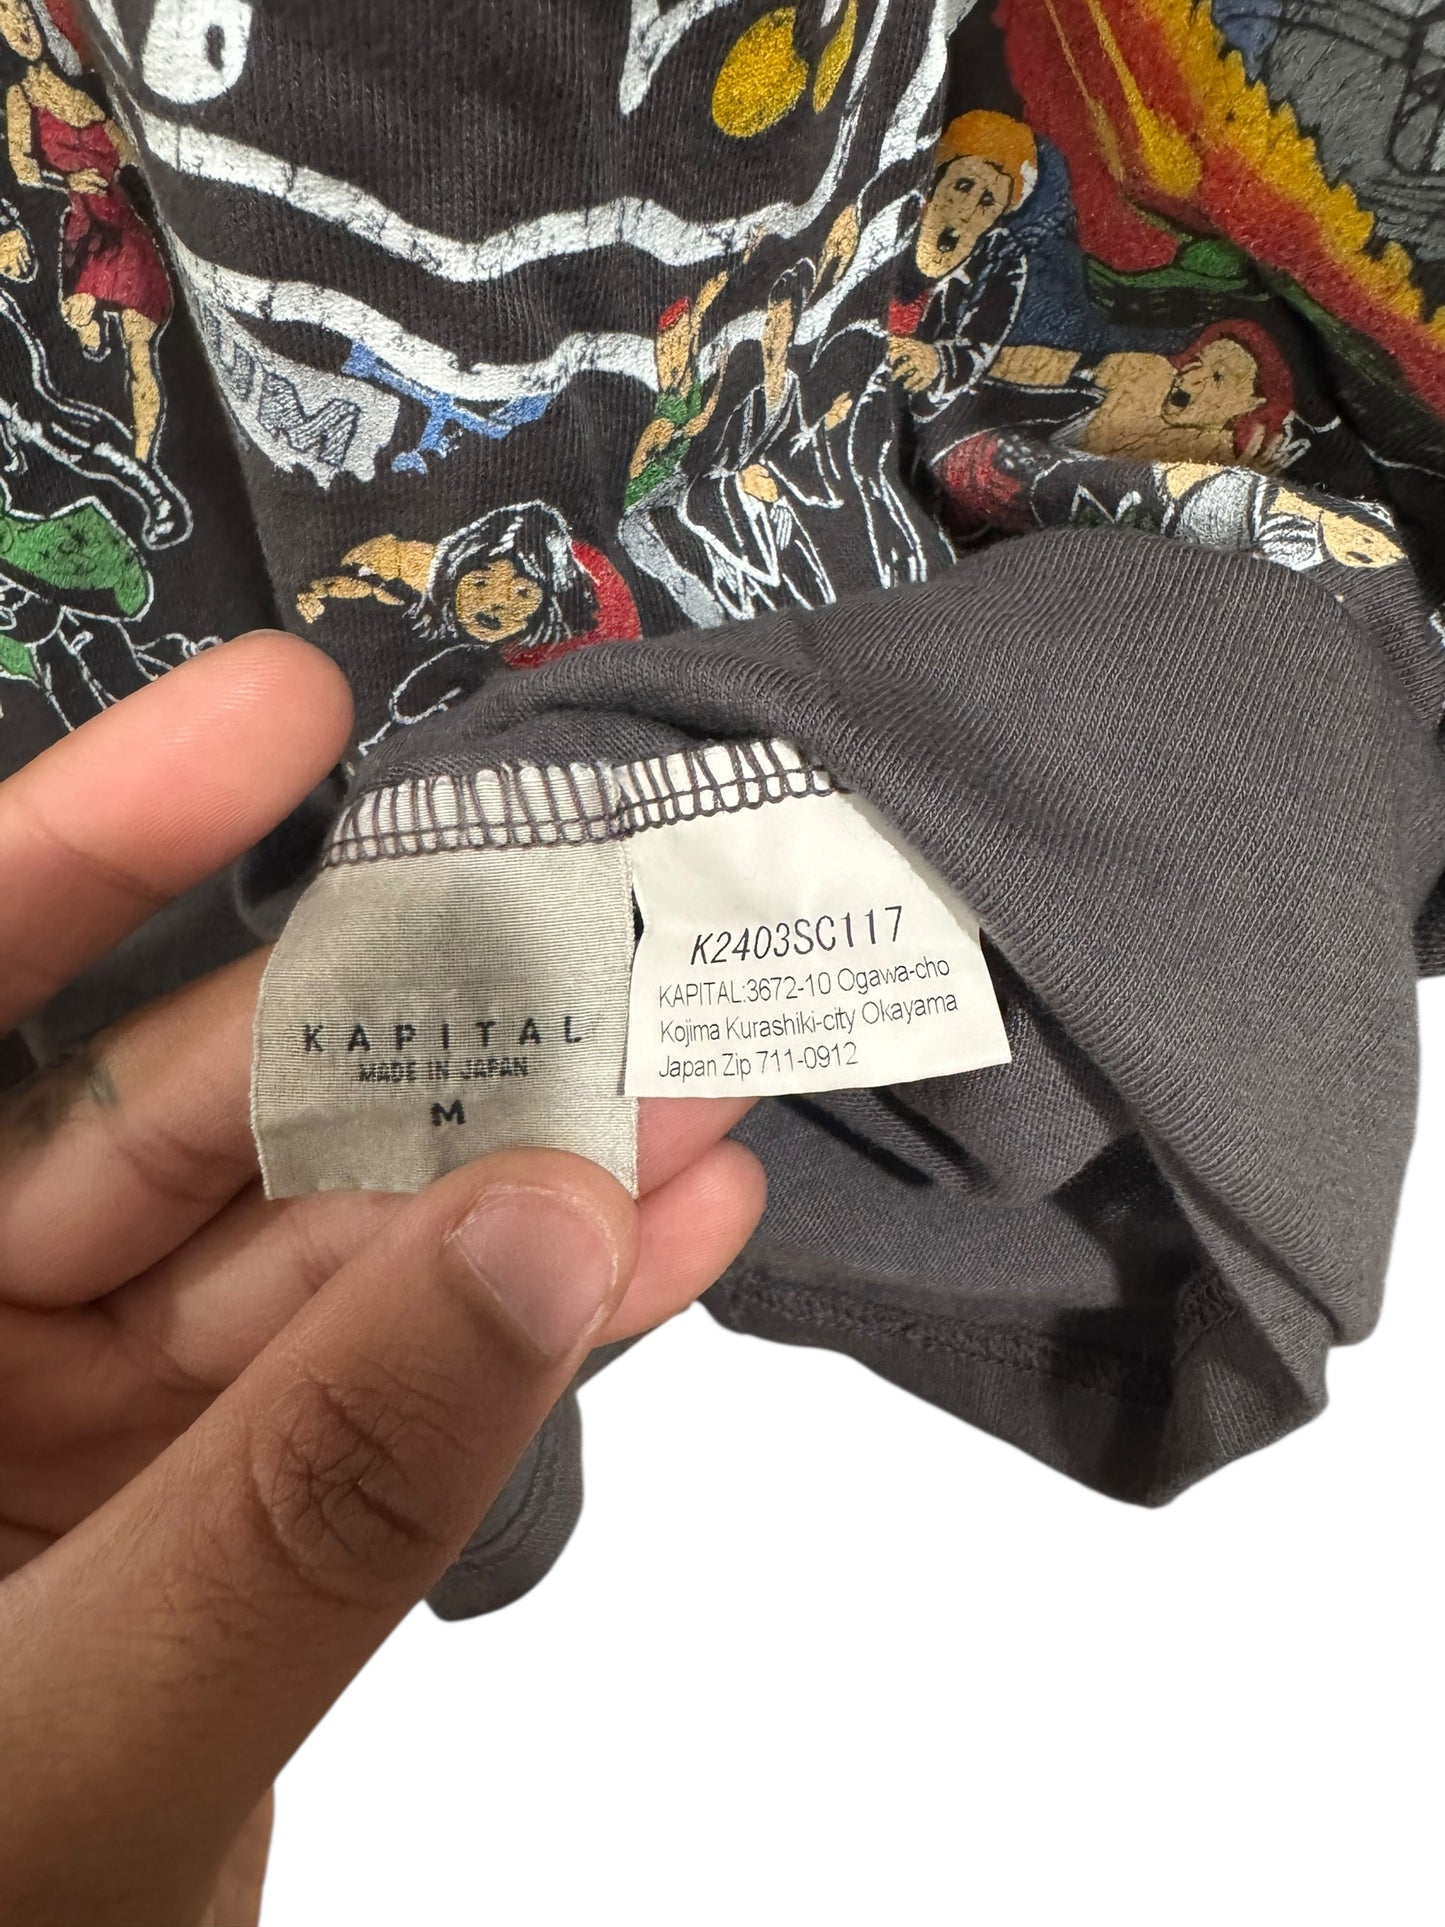 KAPITAL
MADE IN JAPAN
M
K2403SC117
KAPITAL:3672-10 Ogawa-cho
Kojima Kurashiki-city Okayama
Japan Zip 711-0912